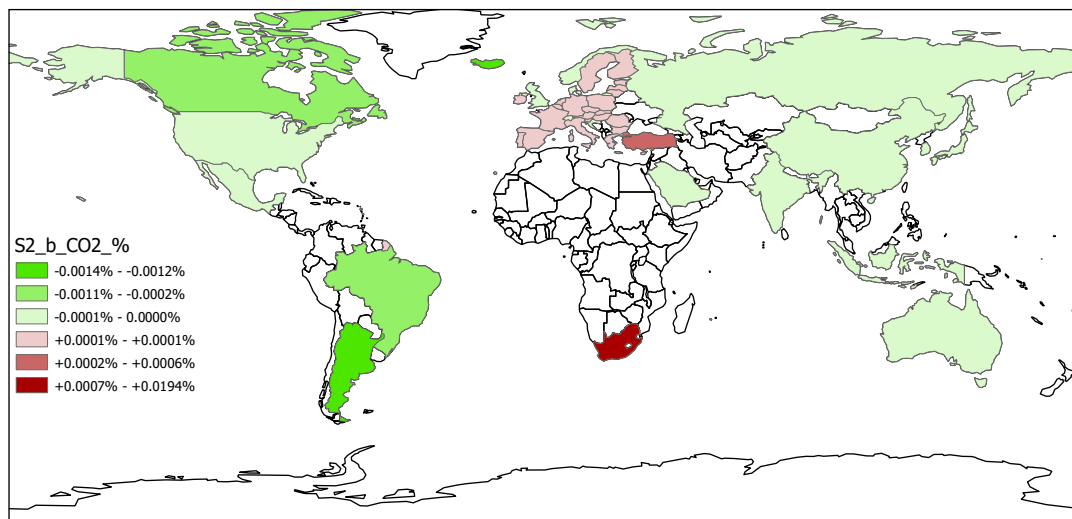 S2_b_CO2_%
-0.0014% - -0.0012%
-0.0011% - -0.0002%
-0.0001% - 0.0000%
+0.0001% - +0.0001%
+0.0002% - +0.0006%
+0.0007% - +0.0194%